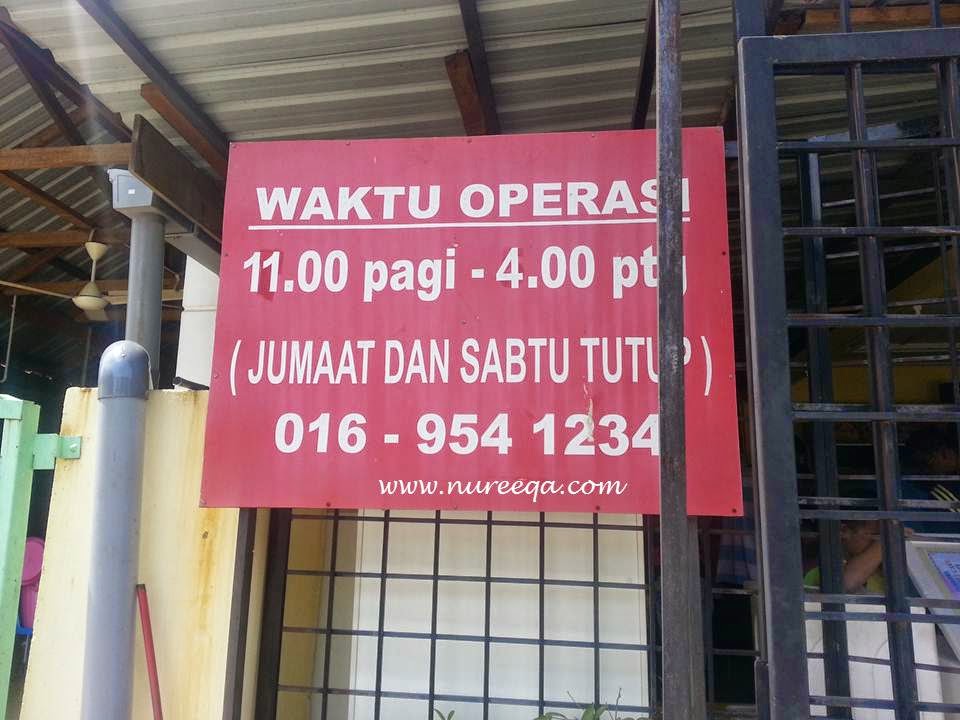 WAKTU OPERASI
11.00 pagi - 4.00 ptg
( JUMAAT DAN SABTU TUTUP )
016 - 954 1234
www.nureeqa.com